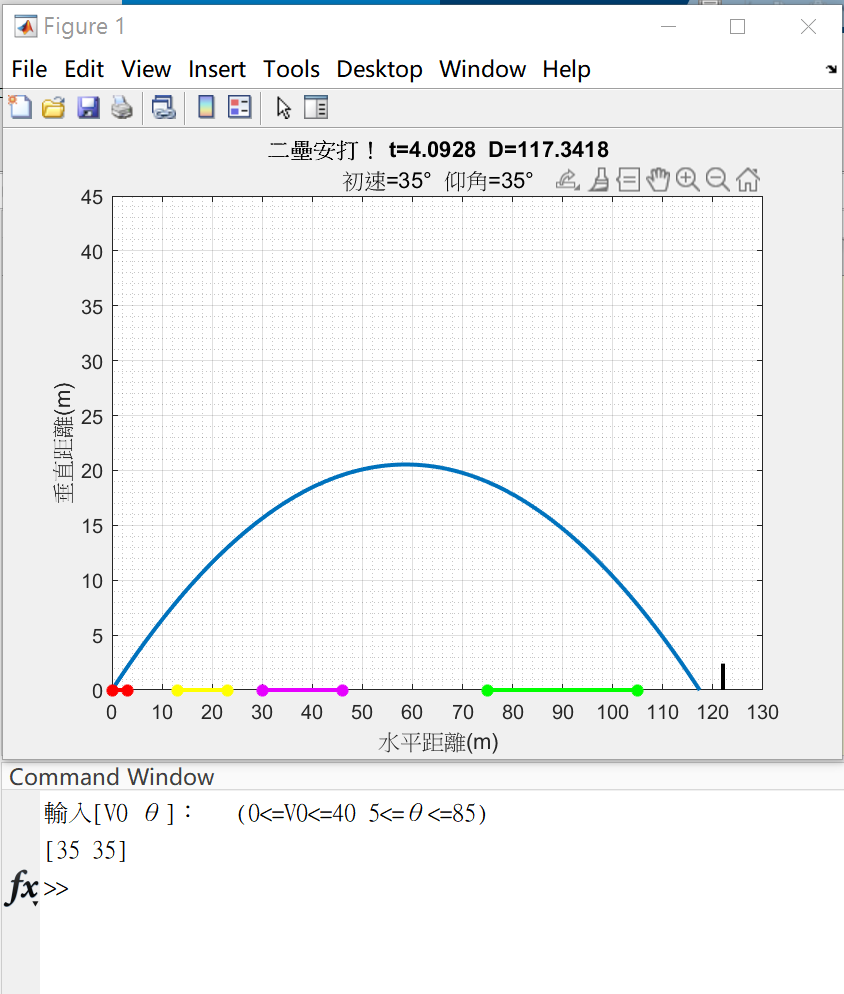 Figure 1
File Edit View Insert Tools Desktop Window Help
二壘安打！ t=4.0928 D=117.3418
初速=35° 仰角=35°
45
40
35
30
25
20
15
10
5
0
垂直距離(m)
0 10 20 30 40 50 60 70 80 90 100 110 120 130
水平距離(m)
Command Window
輸入[V0 θ]： (0<=V0<=40 5<=θ<=85)
[35 35]
fx >>